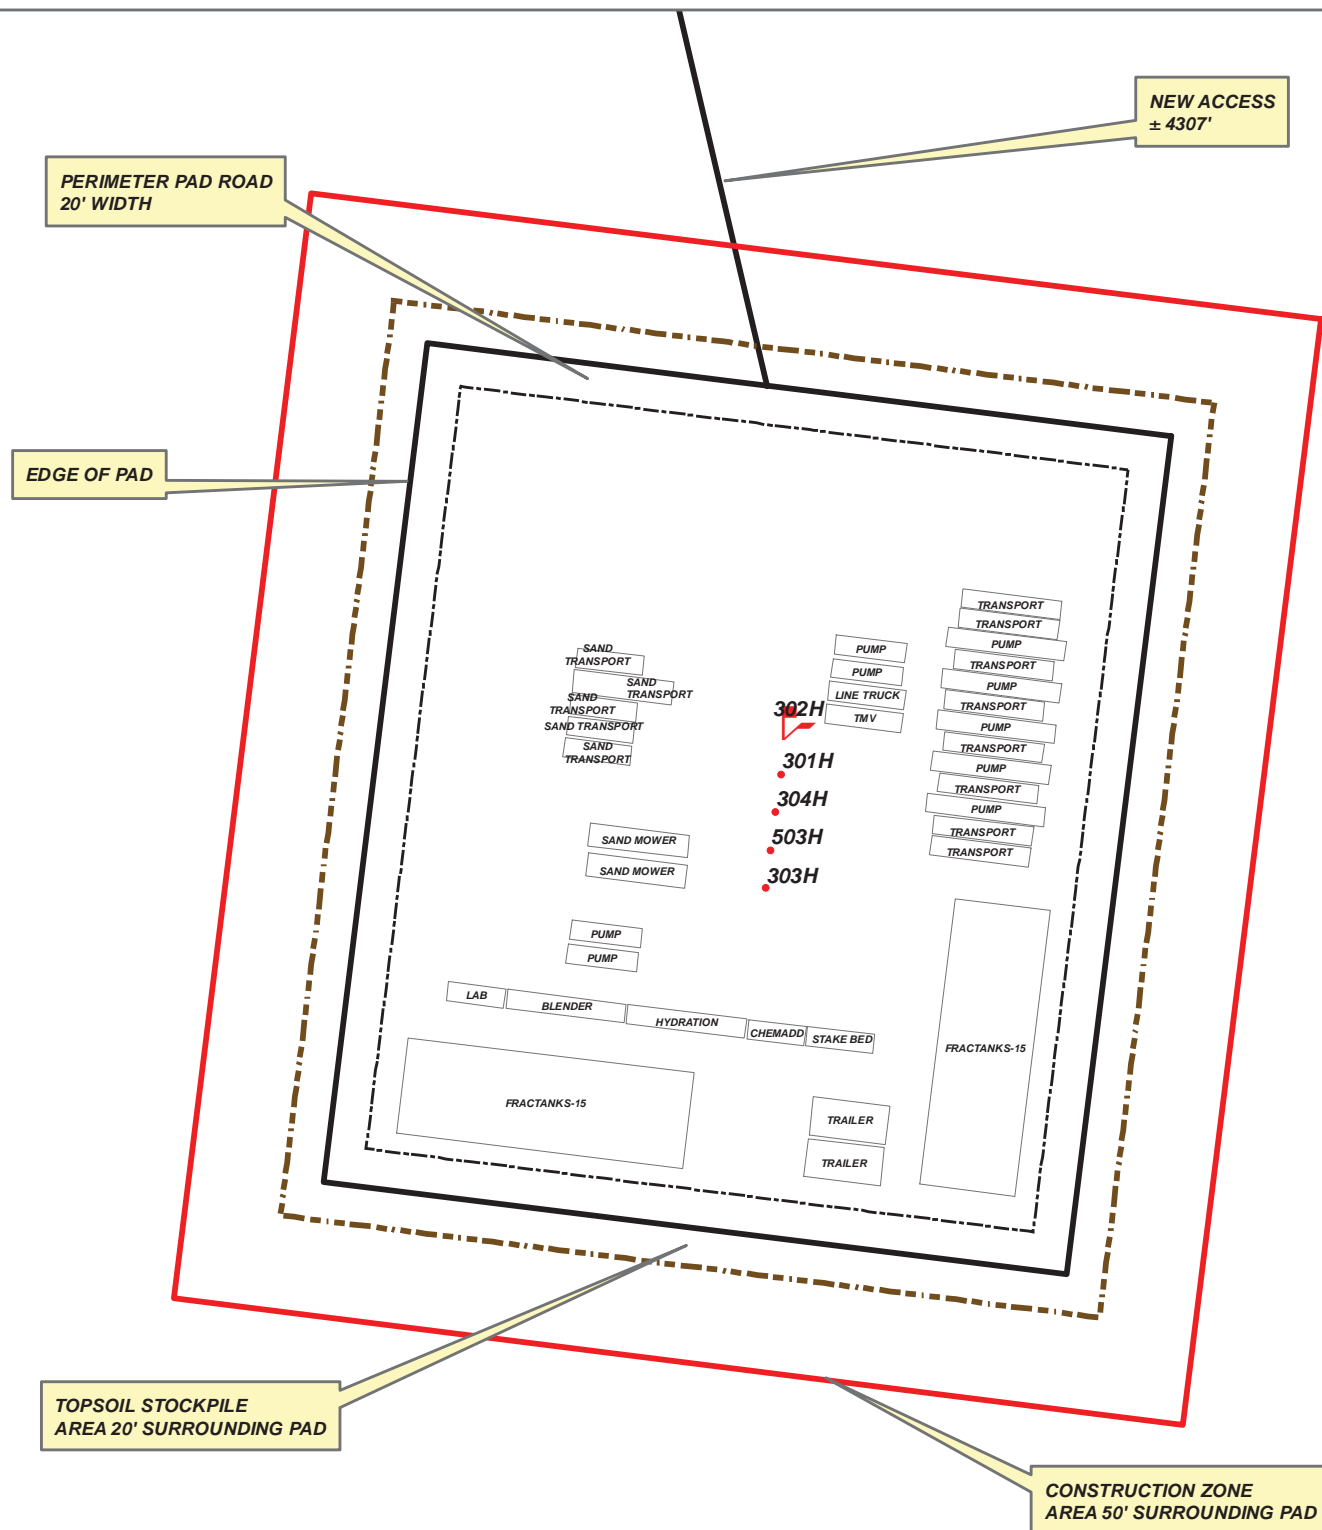 NEW ACCESS
± 4307'
PERIMETER PAD ROAD
20' WIDTH
EDGE OF PAD
TRANSPORT
TRANSPORT
PUMP
TRANSPORT
PUMP
TRANSPORT
PUMP
TRANSPORT
PUMP
TRANSPORT
PUMP
TRANSPORT
TRANSPORT
PUMP
PUMP
LINE TRUCK
TMV
SAND
TRANSPORT
SAND
TRANSPORT
SAND
TRANSPORT
SAND TRANSPORT
SAND
TRANSPORT
302H
301H
304H
503H
303H
SAND MOWER
SAND MOWER
PUMP
PUMP
LAB
BLENDER
HYDRATION
CHEMADD
STAKE BED
FRACTANKS-15
FRACTANKS-15
TRAILER
TRAILER
TOPSOIL STOCKPILE
AREA 20' SURROUNDING PAD
CONSTRUCTION ZONE
AREA 50' SURROUNDING PAD